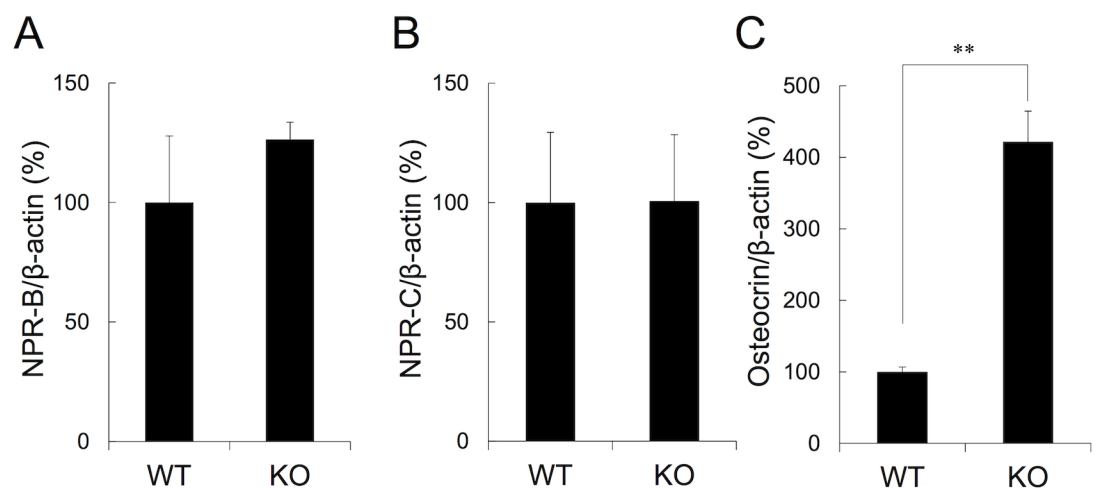 A
NPR-B/β-actin (%)
150
100
50
0
WT
KO
B
NPR-C/β-actin (%)
150
100
50
0
WT
KO
C
Osteocrin/β-actin (%)
**
500
400
300
200
100
0
WT
KO